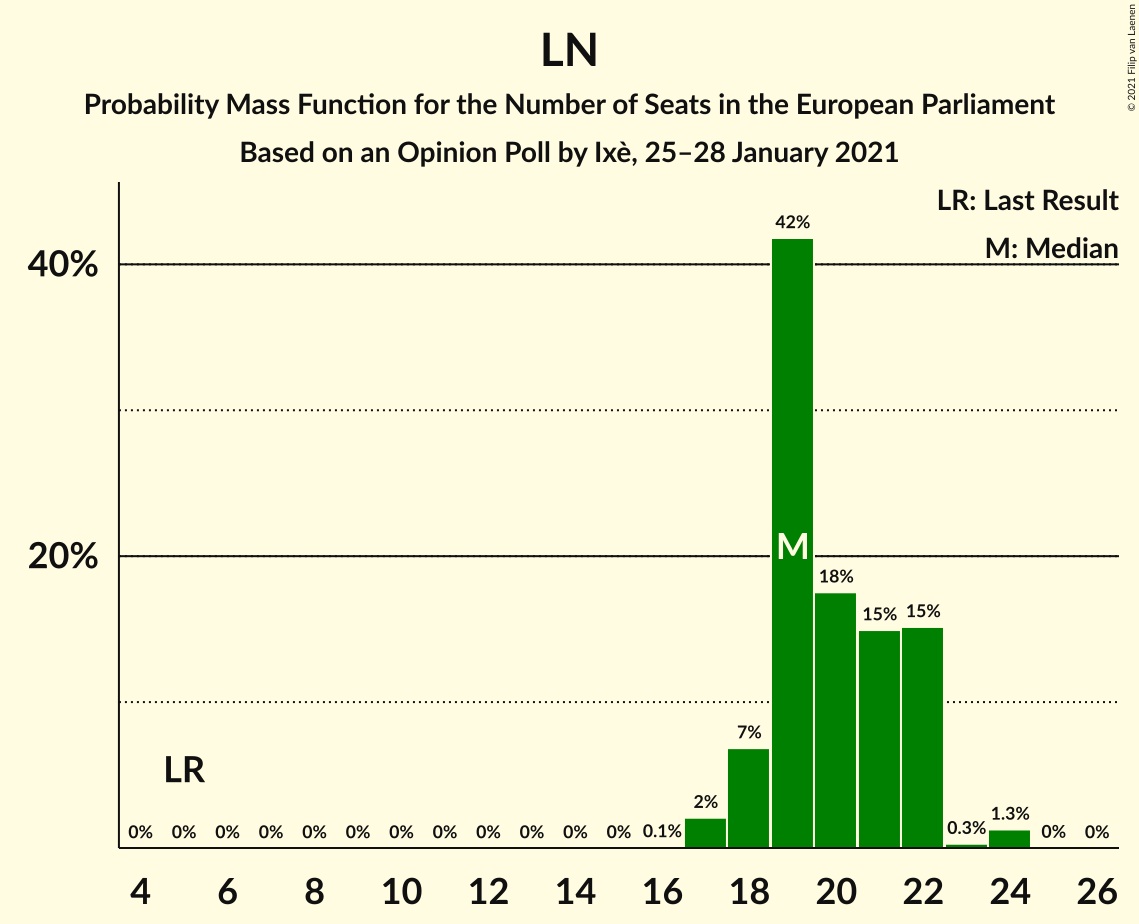 LN
Probability Mass Function for the Number of Seats in the European Parliament
Based on an Opinion Poll by Ixè, 25–28 January 2021
© 2021 Filip van Laenen
LR: Last Result
M: Median
40%
20%
42%
M
18%
15%
15%
7%
LR
2%
0% 0% 0% 0% 0% 0% 0% 0% 0% 0% 0% 0% 0.1% 0.3% 1.3% 0% 0%
4 6 8 10 12 14 16 18 20 22 24 26